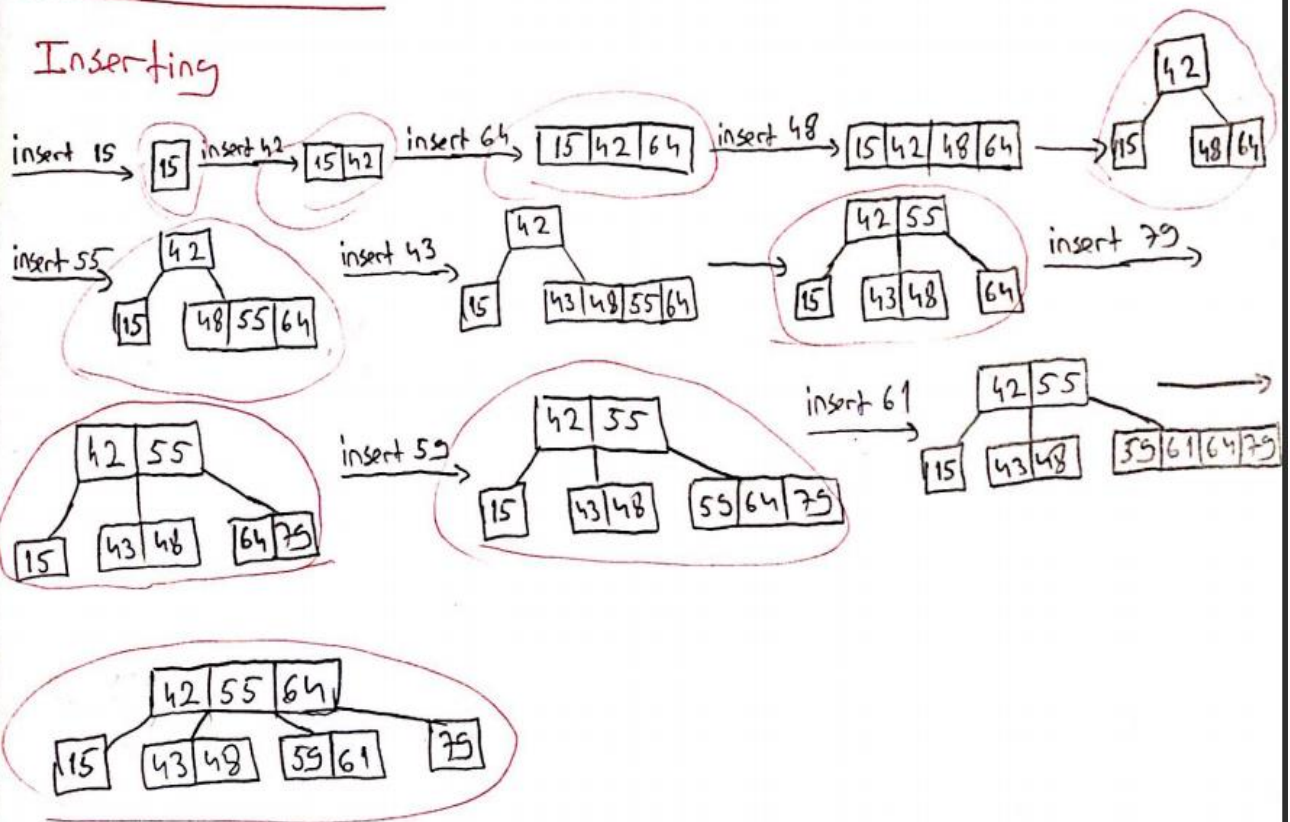 Inserting
insert 15 → 15 insert 42 → 15 42 insert 64 → 15 42 64 insert 48 → 15 42 48 64 → 42
15 48 64
insert 55 → 42 insert 43 → 42 → 42 55 insert 79 →
15 48 55 64 15 43 48 55 64 15 43 48 64
42 55 insert 59 → 42 55 insert 61 → 42 55 →
15 43 48 64 79 15 43 48 59 64 79 15 43 48 59 61 64 79
42 55 64
15 43 48 59 61 79